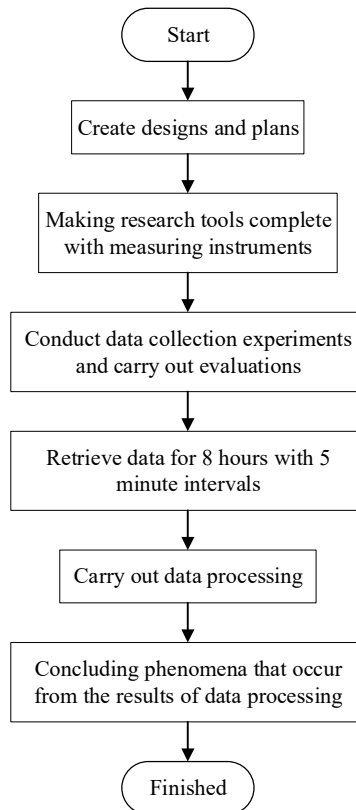 Start
Create designs and plans
Making research tools complete
with measuring instruments
Conduct data collection experiments
and carry out evaluations
Retrieve data for 8 hours with 5
minute intervals
Carry out data processing
Concluding phenomena that occur
from the results of data processing
Finished